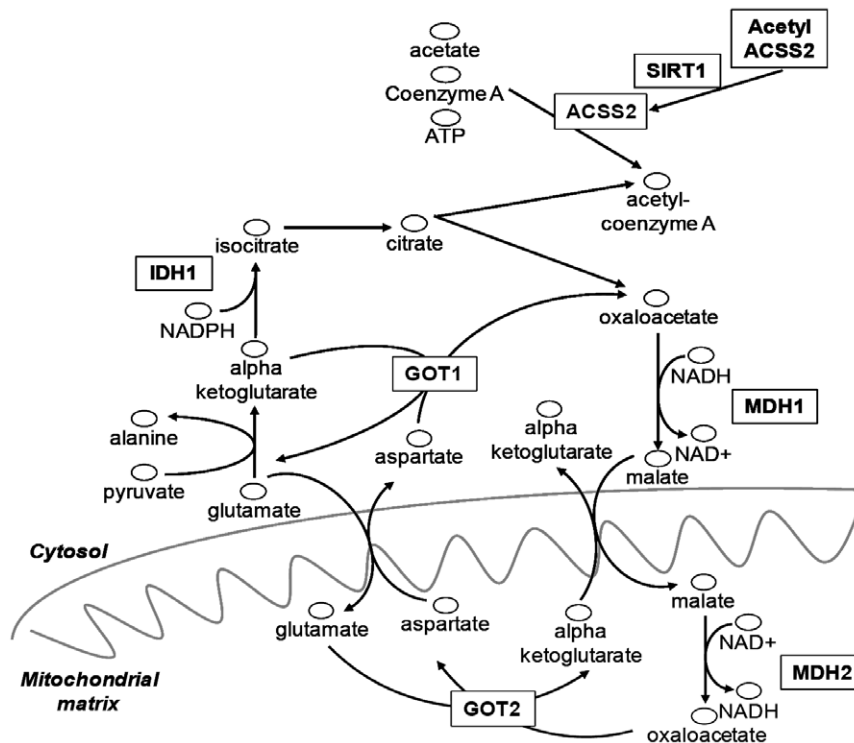 acetate
Coenzyme A
ATP
SIRT1
Acetyl
ACSS2
ACSS2
acetyl-
coenzyme A
isocitrate
citrate
IDH1
NADPH
oxaloacetate
alpha
ketoglutarate
GOT1
NADH
MDH1
NAD+
malate
alanine
pyruvate
glutamate
aspartate
alpha
ketoglutarate
Cytosol
Mitochondrial
matrix
glutamate
aspartate
alpha
ketoglutarate
malate
NAD+
MDH2
NADH
oxaloacetate
GOT2